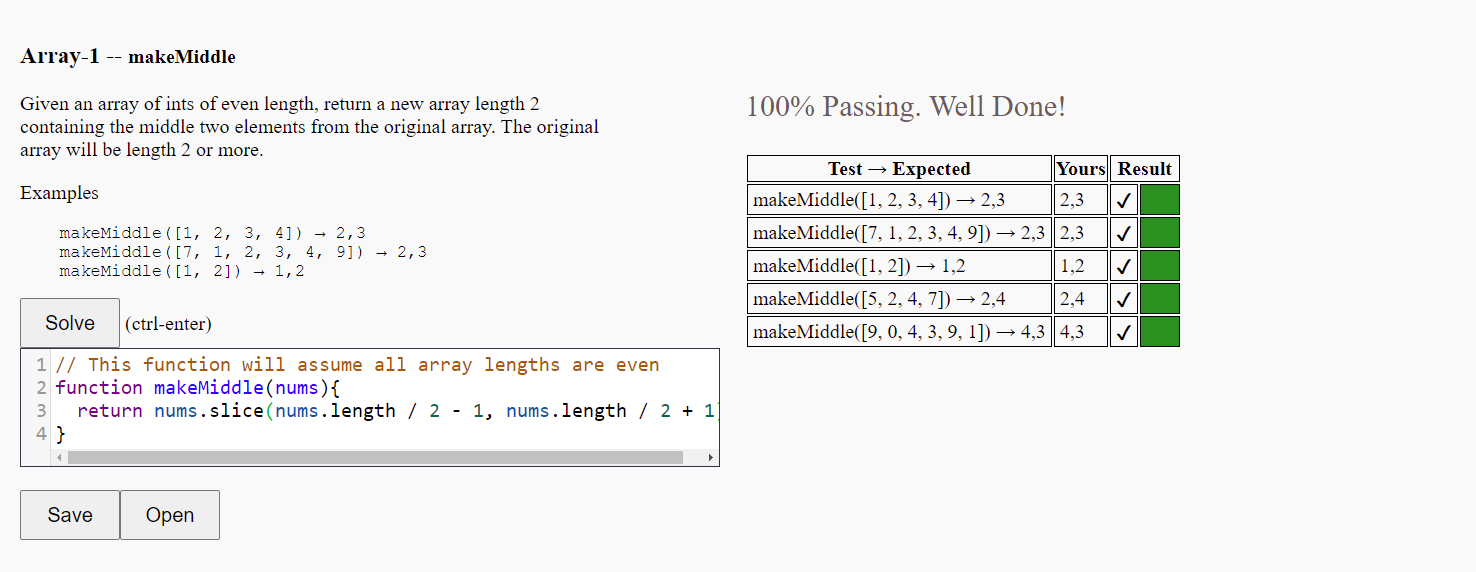 Array-1 -- makeMiddle
Given an array of ints of even length, return a new array length 2
containing the middle two elements from the original array. The original
array will be length 2 or more.
Examples
makeMiddle([1, 2, 3, 4]) → 2,3
makeMiddle([7, 1, 2, 3, 4, 9]) → 2,3
makeMiddle([1, 2]) → 1,2
Solve (ctrl-enter)
1 // This function will assume all array lengths are even
2 function makeMiddle(nums){
3   return nums.slice(nums.length / 2 - 1, nums.length / 2 + 1
4 }
Save Open
100% Passing. Well Done!
Test → Expected Yours Result
makeMiddle([1, 2, 3, 4]) → 2,3 2,3 ✔
makeMiddle([7, 1, 2, 3, 4, 9]) → 2,3 2,3 ✔
makeMiddle([1, 2]) → 1,2 1,2 ✔
makeMiddle([5, 2, 4, 7]) → 2,4 2,4 ✔
makeMiddle([9, 0, 4, 3, 9, 1]) → 4,3 4,3 ✔